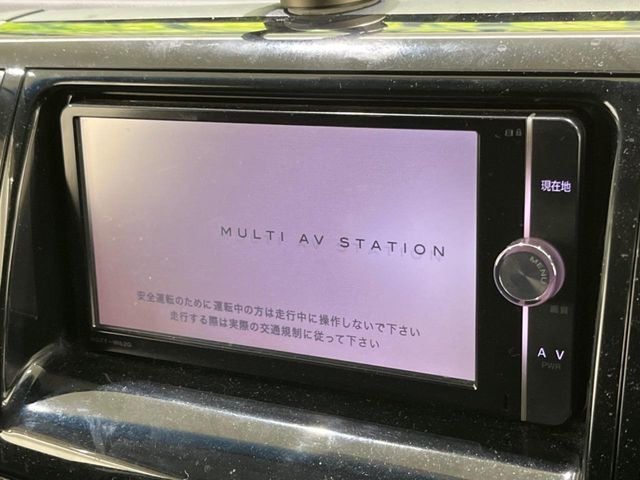 MULTI AV STATION
安全運転のために運転中の方は走行中に操作しないで下さい
走行する際は実際の交通規制に従って下さい
現在地
MENU
画質
A V
PWR